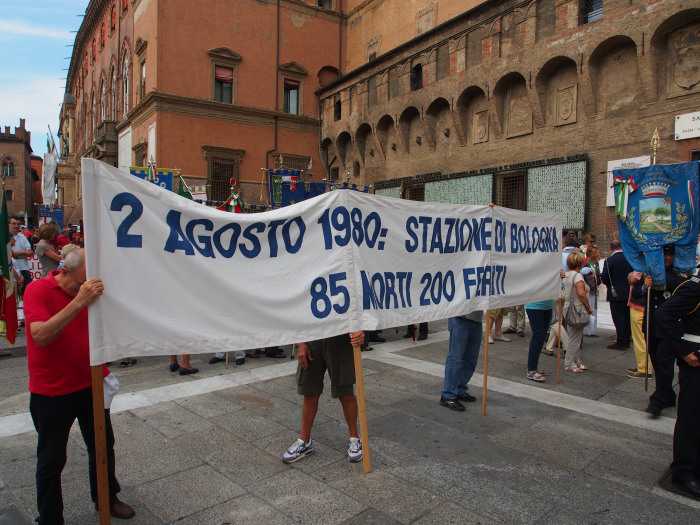 2 AGOSTO 1980: STAZIONE DI BOLOGNA
85 MORTI 200 FERITI